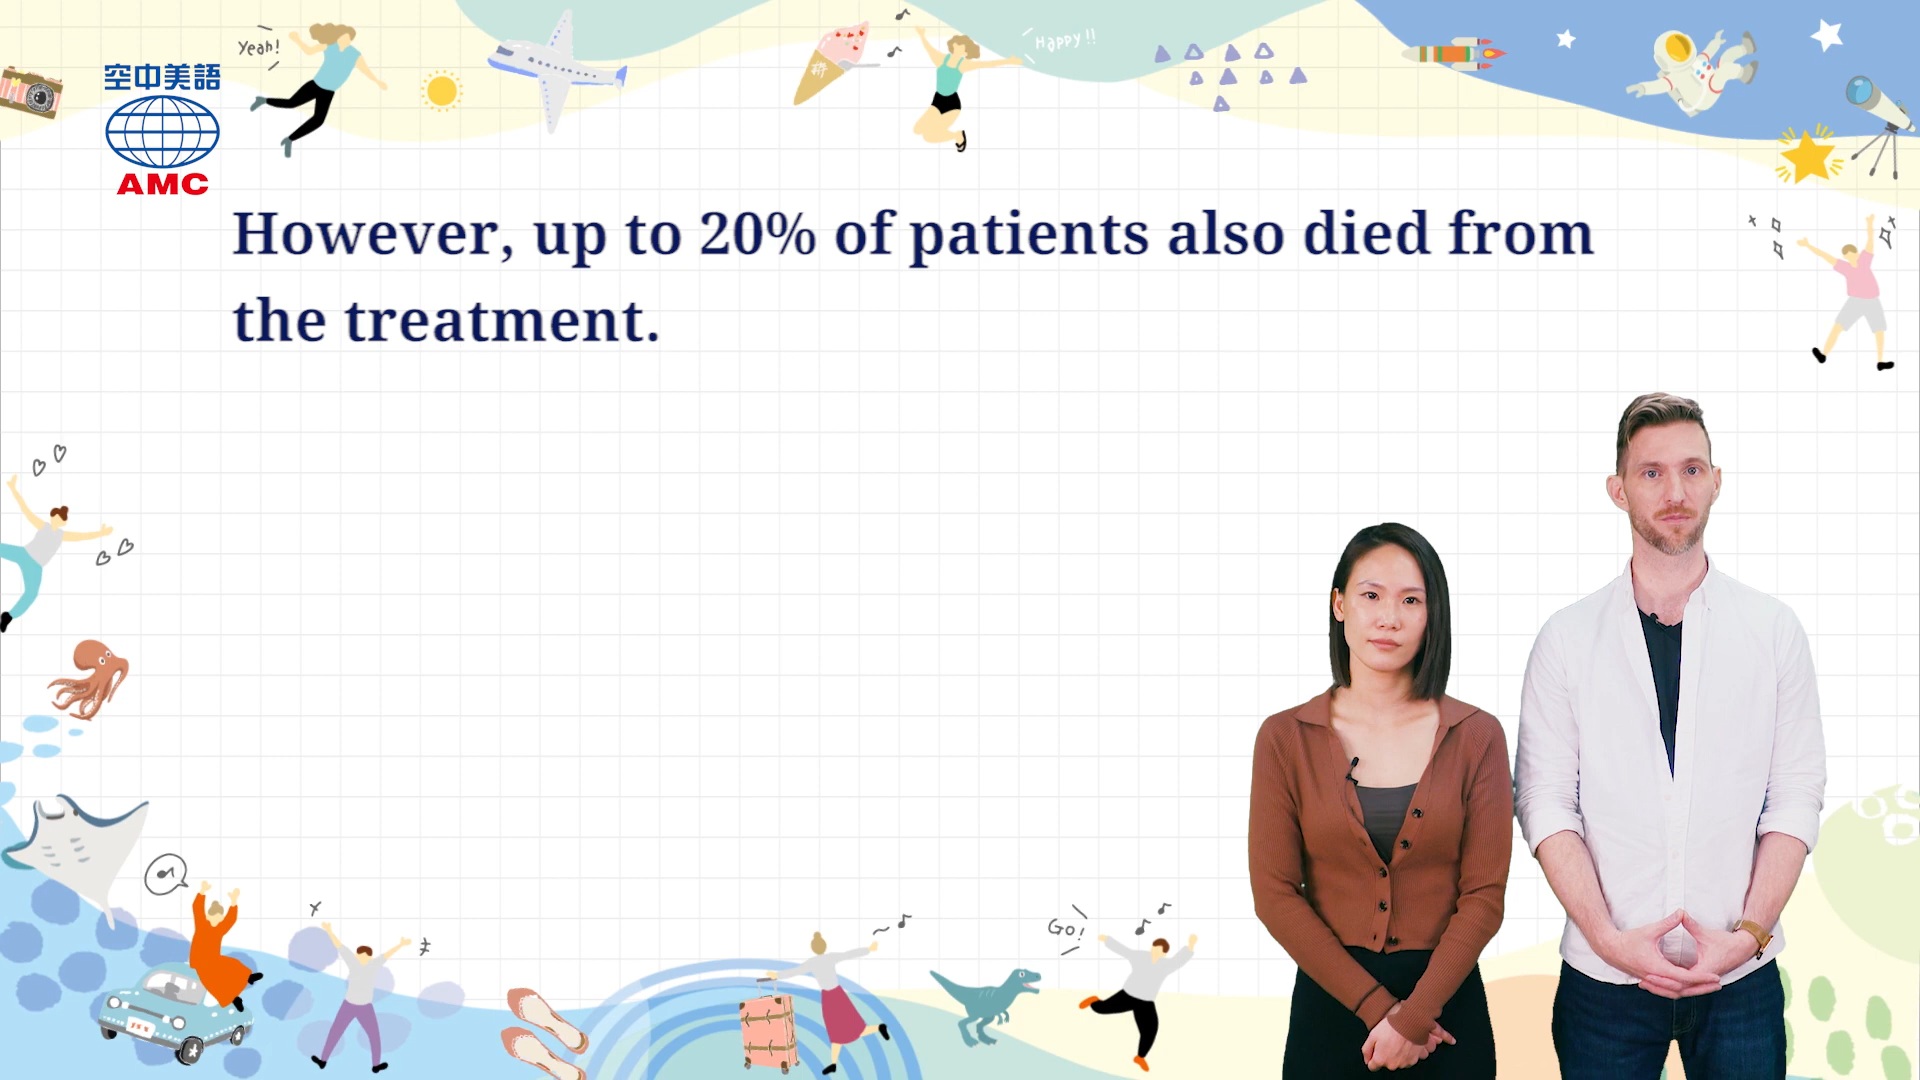 Yeah!
Happy!!
空中美語
AMC
However, up to 20% of patients also died from
the treatment.
Go!